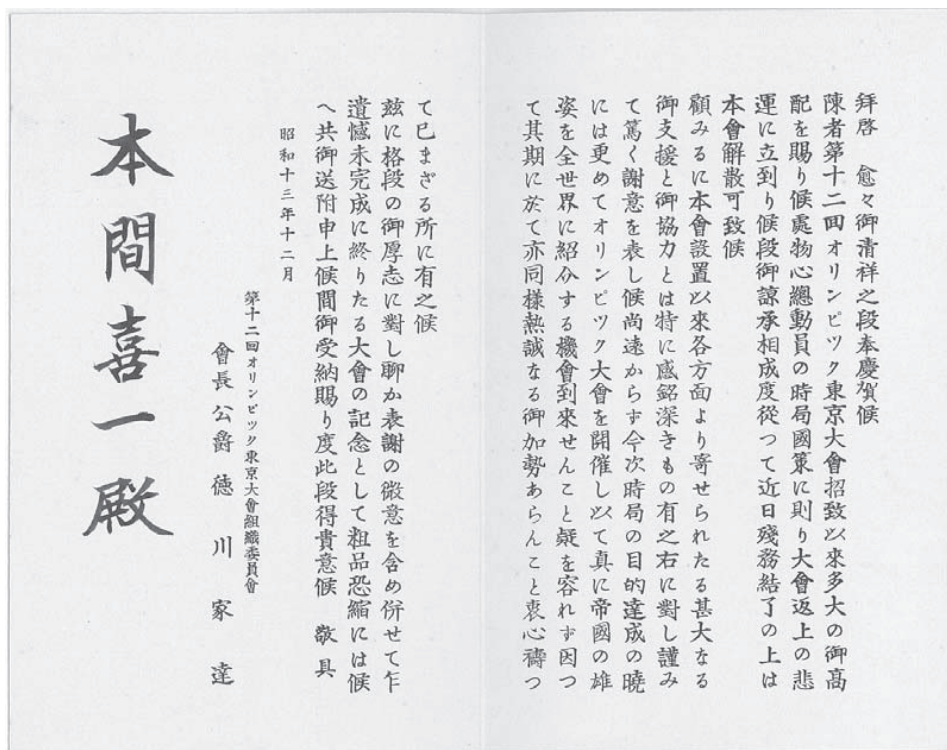 拜啓　愈々御清祥之段奉慶賀候
陳者第十二回オリンピック東京大會招致以來多大の御高
配を賜り候處物心總動員の時局國策に則り大會返上の悲
運に立到り候段御諒承相成度從つて近日殘務結了の上は
本會解散可致候
顧みるに本會設置以來各方面より寄せられたる甚大なる
御支援と御協力とは特に感銘深きもの有之右に對し謹み
て篤く謝意を表し候尚遠からず今次時局の目的達成の曉
には更めてオリンピック大會を開催し以て真に帝國の雄
姿を全世界に紹介する機會到來せんこと疑を容れず因つ
て其期に於て亦同樣熱誠なる御加勢あらんこと衷心禱つ
て已まざる所に有之候
玆に格段の御厚志に對し聊か表謝の微意を含め併せて乍
遺憾未完成に終りたる大會の記念として粗品恐縮には候
へ共御送附申上候間御受納賜り度此段得貴意候　敬具
昭和十三年十二月
第十二回オリンピック東京大會組織委員會
會長公爵　德川家達
本間喜一殿